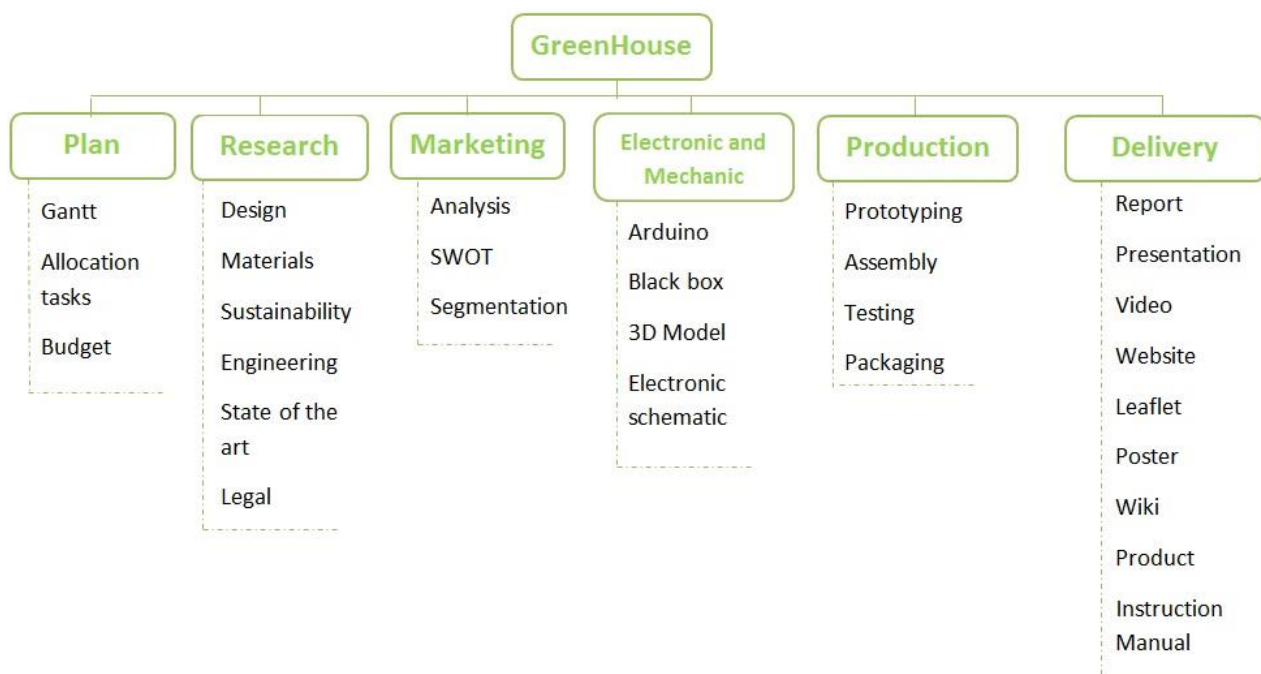 GreenHouse
Plan
Gantt
Allocation
tasks
Budget
Research
Design
Materials
Sustainability
Engineering
State of the
art
Legal
Marketing
Analysis
SWOT
Segmentation
Electronic and
Mechanic
Arduino
Black box
3D Model
Electronic
schematic
Production
Prototyping
Assembly
Testing
Packaging
Delivery
Report
Presentation
Video
Website
Leaflet
Poster
Wiki
Product
Instruction
Manual